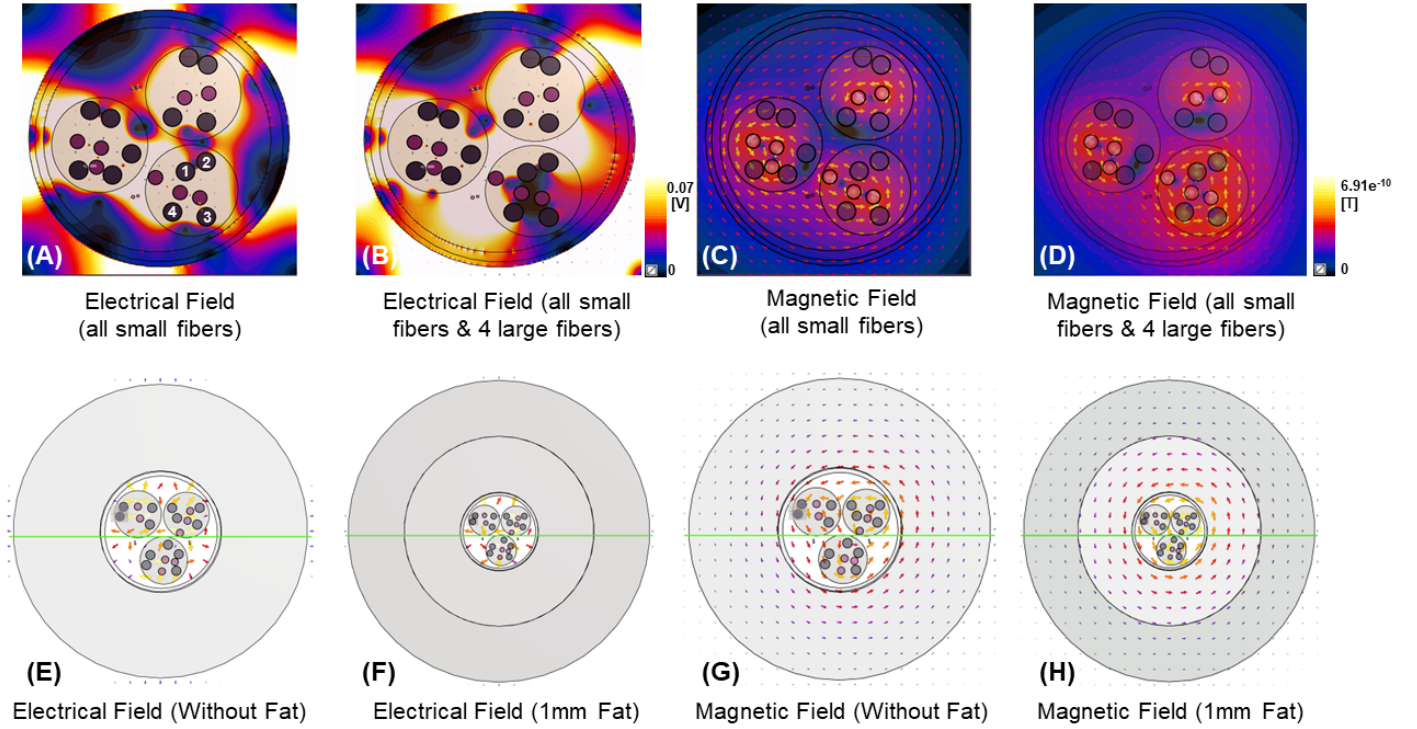 1
2
3
4
(A)
(B)
0.07
[V]
0
(C)
(D)
6.91e⁻¹⁰
[T]
0
Electrical Field
(all small fibers)
Electrical Field (all small
fibers & 4 large fibers)
Magnetic Field
(all small fibers)
Magnetic Field (all small
fibers & 4 large fibers)
(E)
(F)
(G)
(H)
Electrical Field (Without Fat)
Electrical Field (1mm Fat)
Magnetic Field (Without Fat)
Magnetic Field (1mm Fat)